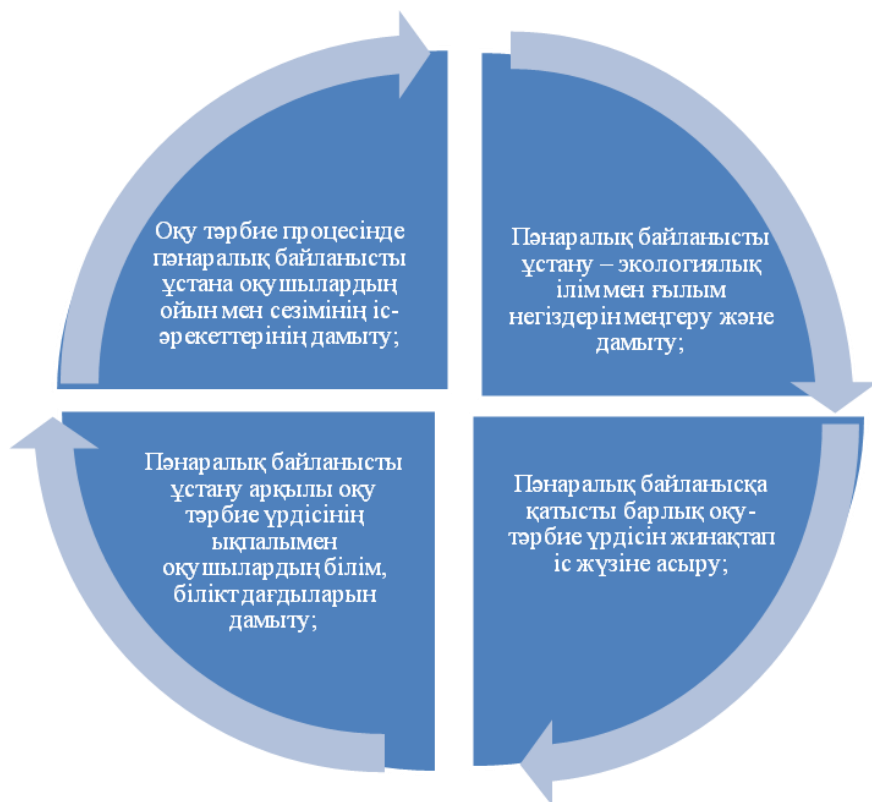 Оқу тәрбие процесінде
пәнаралық байланысты
ұстана оқушылардың
ойын мен сезімінің іс-
әрекеттерінің дамыту;
Пәнаралық байланысты
ұстану – экологиялық
ілім мен ғылым
негіздерін меңгеру және
дамыту;
Пәнаралық байланысты
ұстану арқылы оқу
тәрбие үрдісінің
ықпалымен
оқушылардың білім,
білікт дағдыларын
дамыту;
Пәнаралық байланысқа
қатысты барлық оқу-
тәрбие үрдісін жинақтап
іс жүзіне асыру;